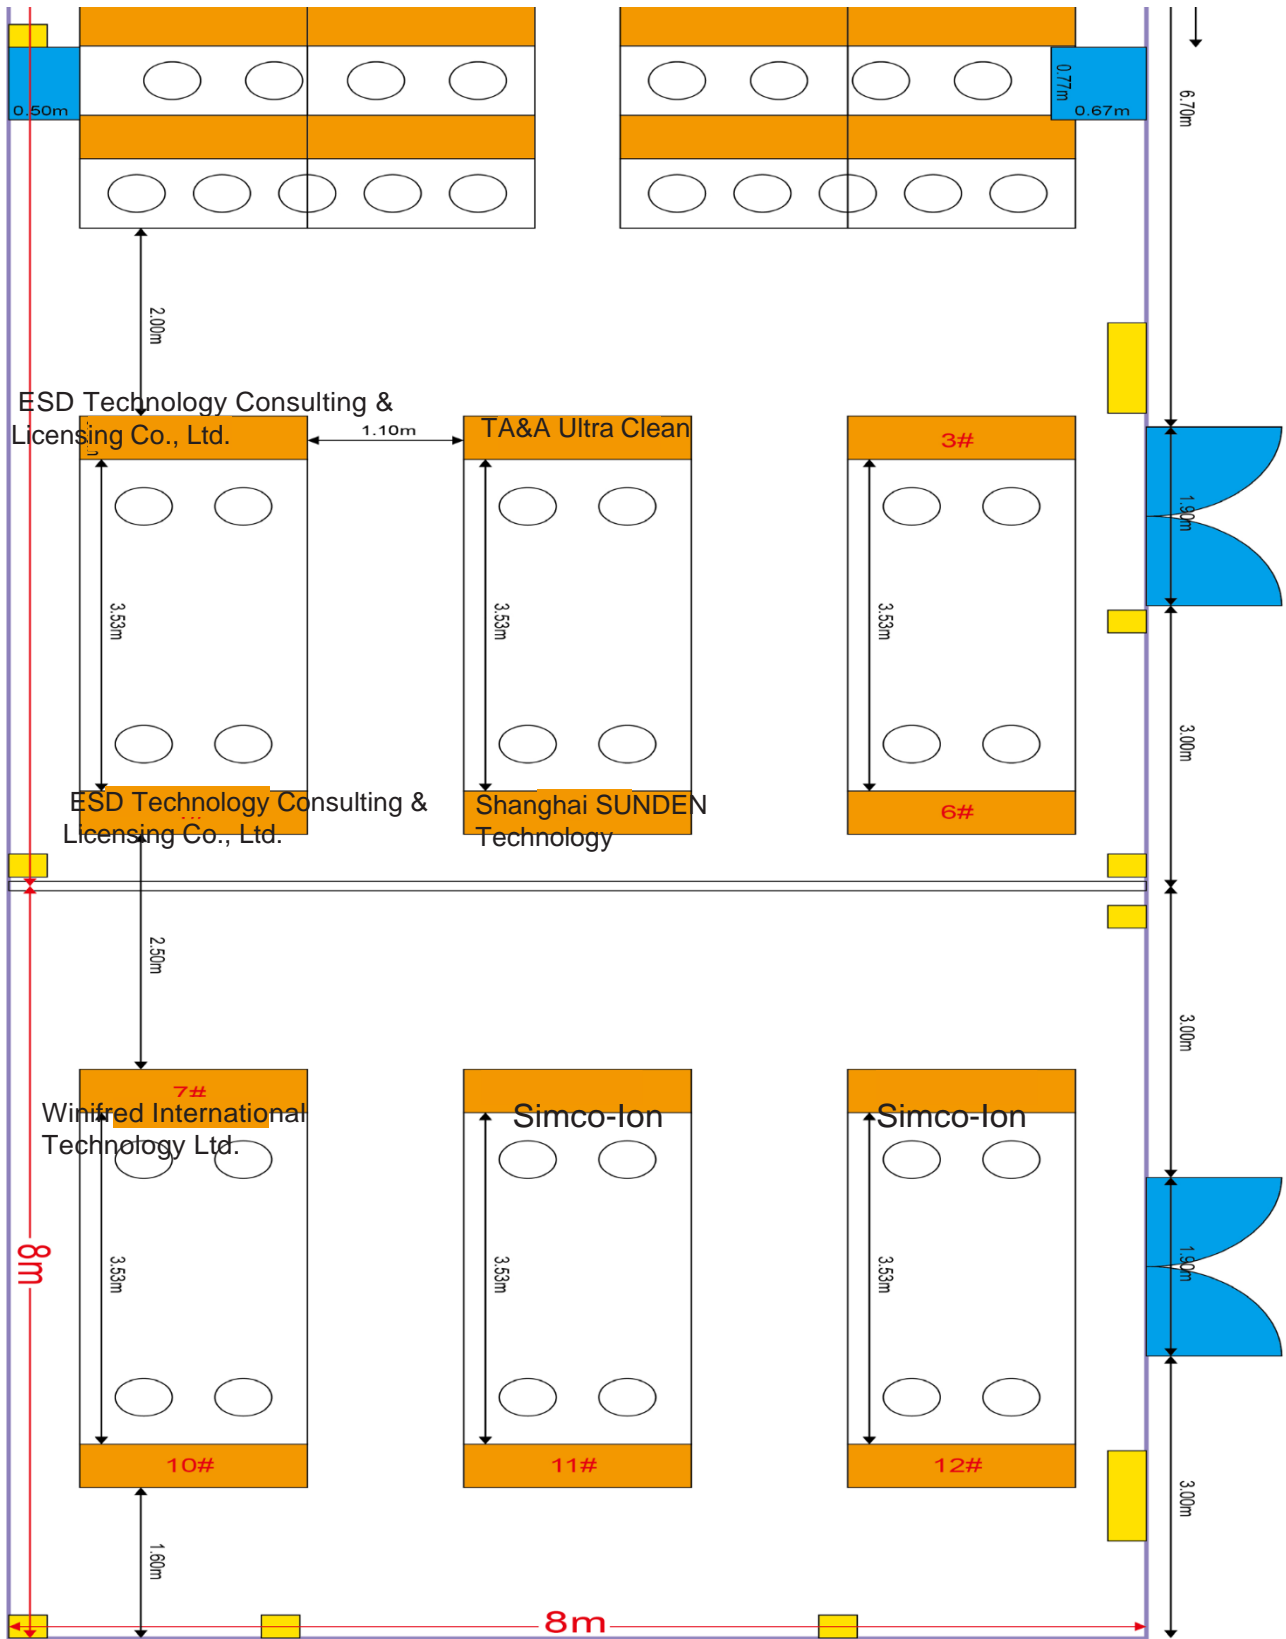 6.70m
0.50m
0.77m
0.67m
2.00m
ESD Technology Consulting &
Licensing Co., Ltd.
1.10m
TA&A Ultra Clean
3#
1.90m
3.53m
3.53m
3.53m
3.00m
ESD Technology Consulting &
Licensing Co., Ltd.
Shanghai SUNDEN
Technology
6#
2.50m
3.00m
7#
Winifred International
Technology Ltd.
Simco-Ion
Simco-Ion
8m
3.53m
3.53m
3.53m
1.90m
10#
11#
12#
3.00m
1.60m
8m